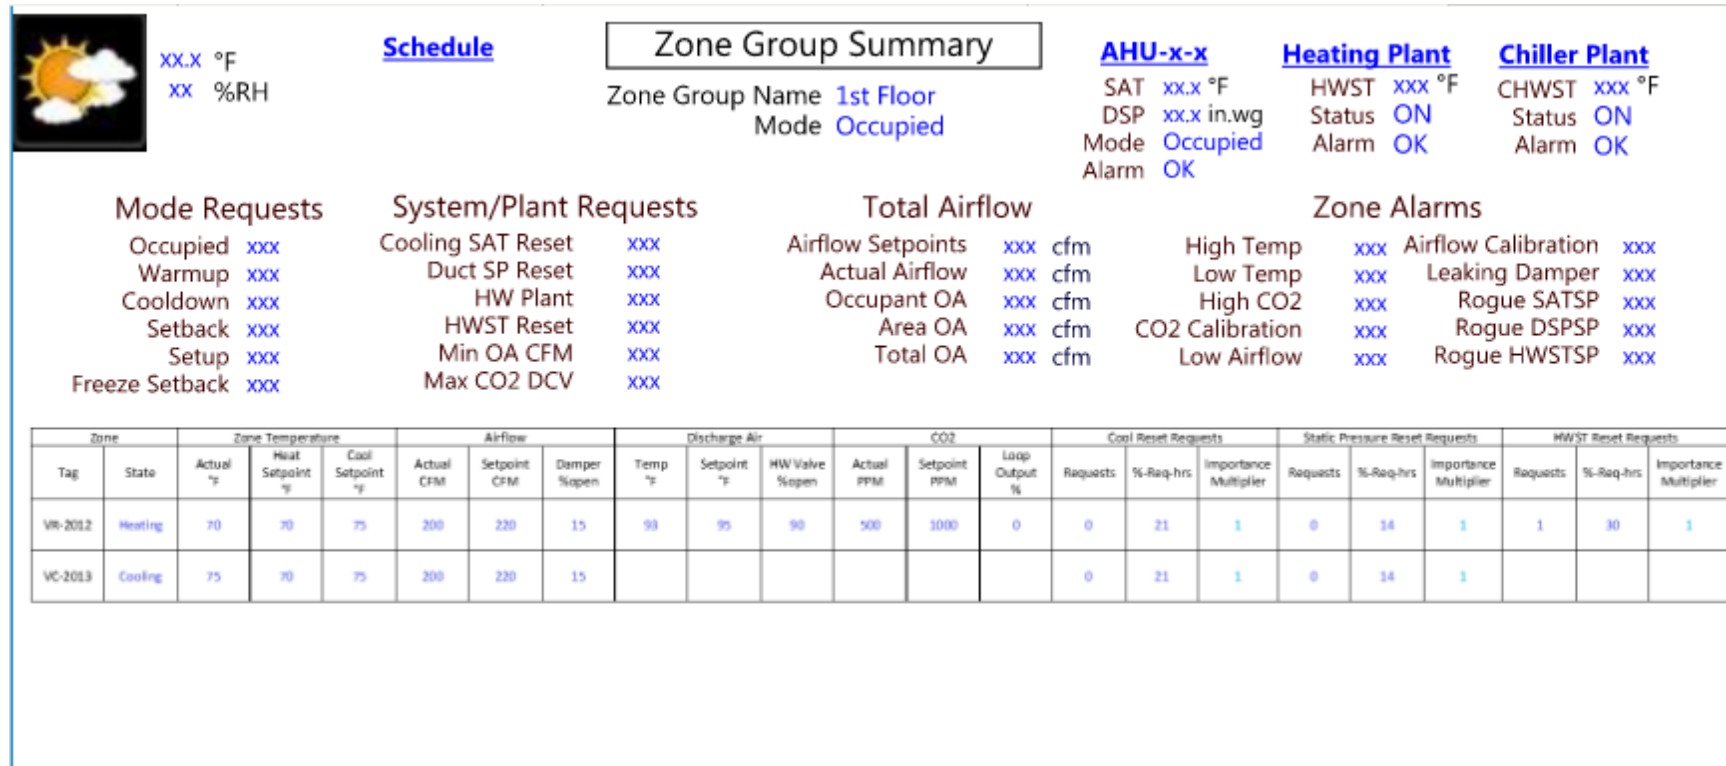 xx.x °F
xx %RH
Schedule
Zone Group Summary
Zone Group Name 1st Floor
Mode Occupied
AHU-x-x
SAT xx.x °F
DSP xx.x in.wg
Mode Occupied
Alarm OK
Heating Plant
HWST xxx °F
Status ON
Alarm OK
Chiller Plant
CHWST xxx °F
Status ON
Alarm OK
Mode Requests
Occupied xxx
Warmup xxx
Cooldown xxx
Setback xxx
Setup xxx
Freeze Setback xxx
System/Plant Requests
Cooling SAT Reset xxx
Duct SP Reset xxx
HW Plant xxx
HWST Reset xxx
Min OA CFM xxx
Max CO2 DCV xxx
Total Airflow
Airflow Setpoints xxx cfm
Actual Airflow xxx cfm
Occupant OA xxx cfm
Area OA xxx cfm
Total OA xxx cfm
Zone Alarms
High Temp xxx Airflow Calibration xxx
Low Temp xxx Leaking Damper xxx
High CO2 xxx Rogue SATSP xxx
CO2 Calibration xxx Rogue DSPSP xxx
Low Airflow xxx Rogue HWSTSP xxx
Zone Zone Temperature Airflow Discharge Air CO2 Cool Reset Requests Static Pressure Reset Requests HWST Reset Requests
Tag State Actual °F Heat Setpoint °F Cool Setpoint °F Actual CFM Setpoint CFM Damper %open Temp °F Setpoint °F HW Valve %open Actual PPM Setpoint PPM Loop Output % Requests %-Req-hrs Importance Multiplier Requests %-Req-hrs Importance Multiplier Requests %-Req-hrs Importance Multiplier
VR-2012 Heating 70 70 75 200 220 15 93 95 90 500 1000 0 0 21 1 0 14 1 1 30 1
VC-2013 Cooling 75 70 75 200 220 15 0 21 1 0 14 1